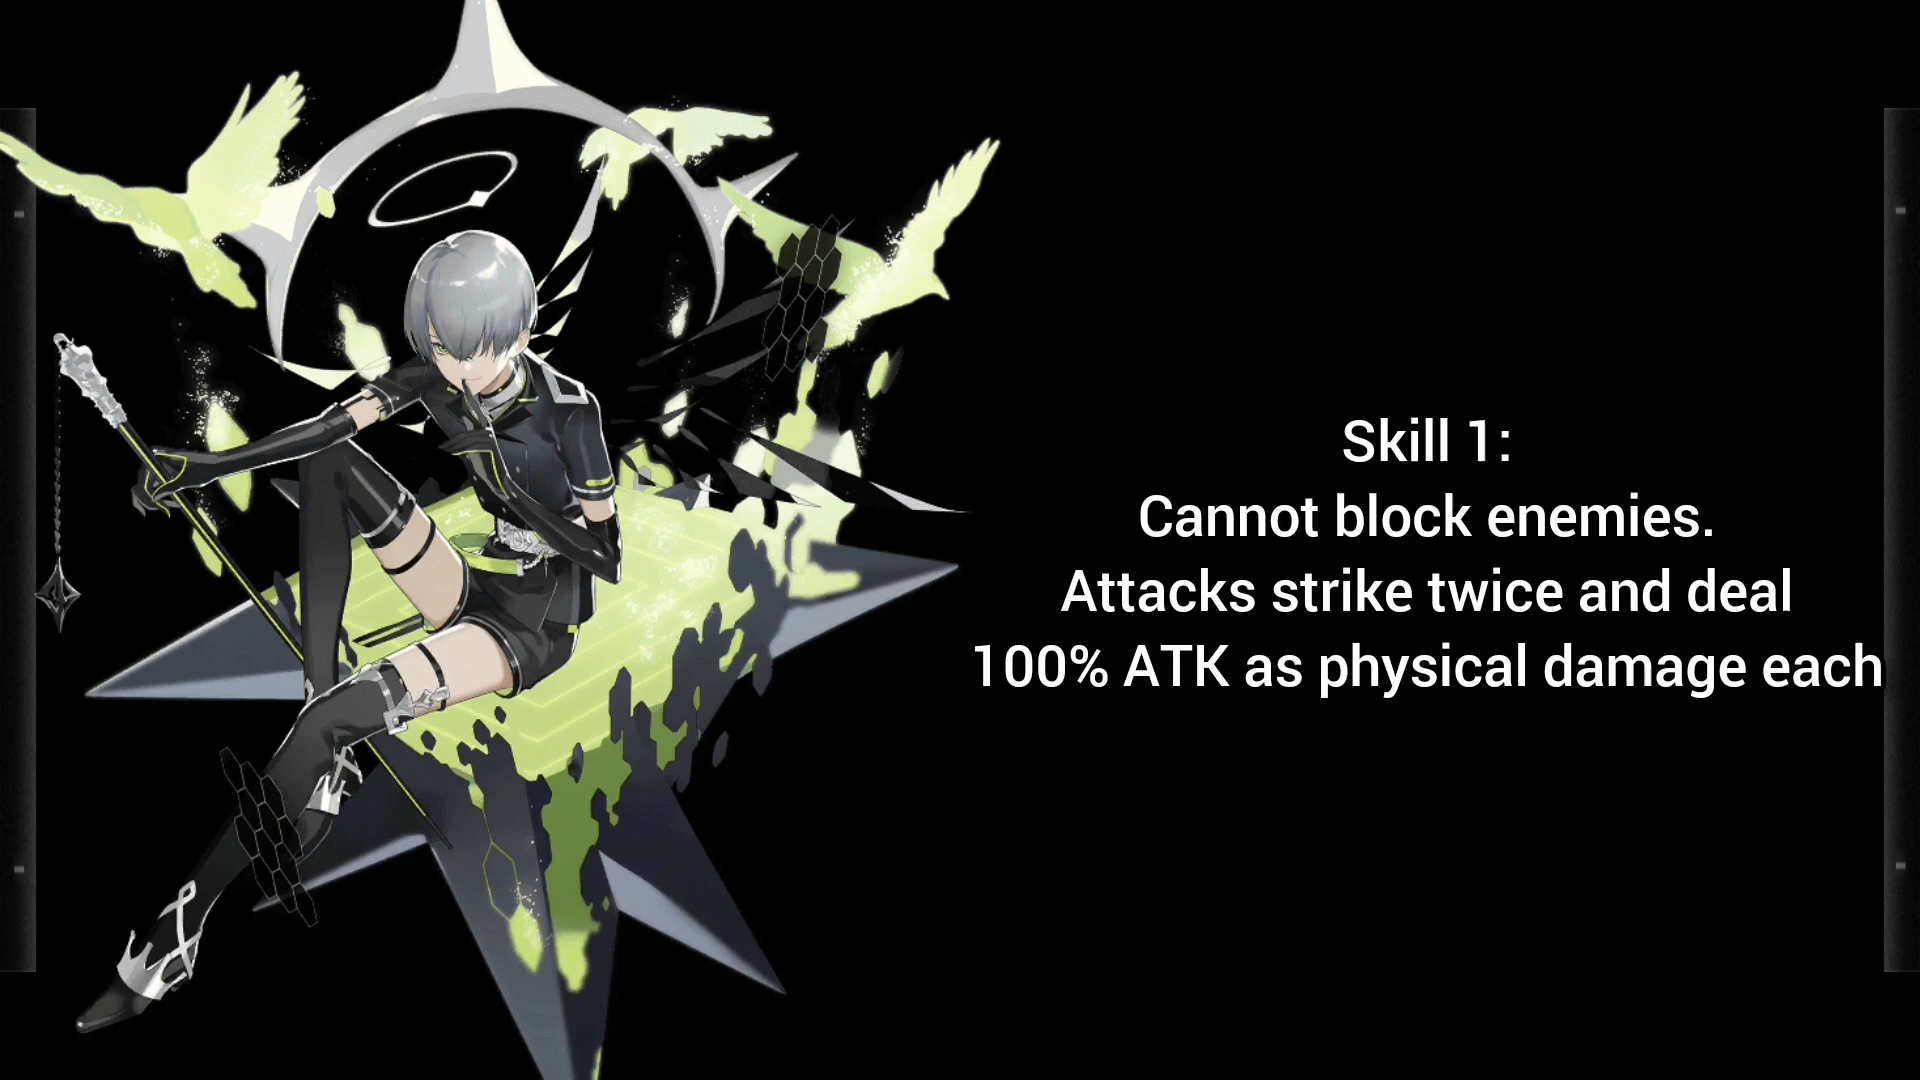 Skill 1:
Cannot block enemies.
Attacks strike twice and deal
100% ATK as physical damage each